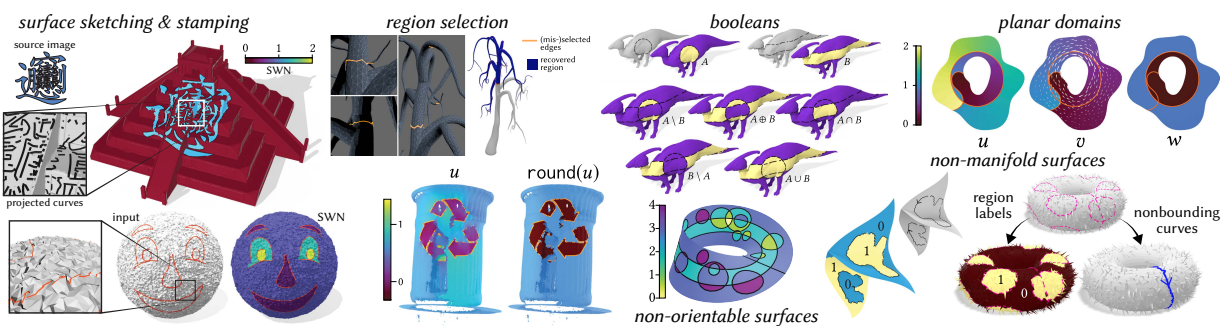 surface sketching & stamping
source image
0 1 2
SWN
projected curves
input
SWN
region selection
(mis-)selected
edges
recovered
region
u
round(u)
1
0
booleans
A
B
A \ B
A ⊕ B
A ∩ B
B \ A
A ∪ B
4
3
2
1
0
non-orientable surfaces
0
1
1
planar domains
2
1
0
u
v
w
non-manifold surfaces
region
labels
nonbounding
curves
1
0